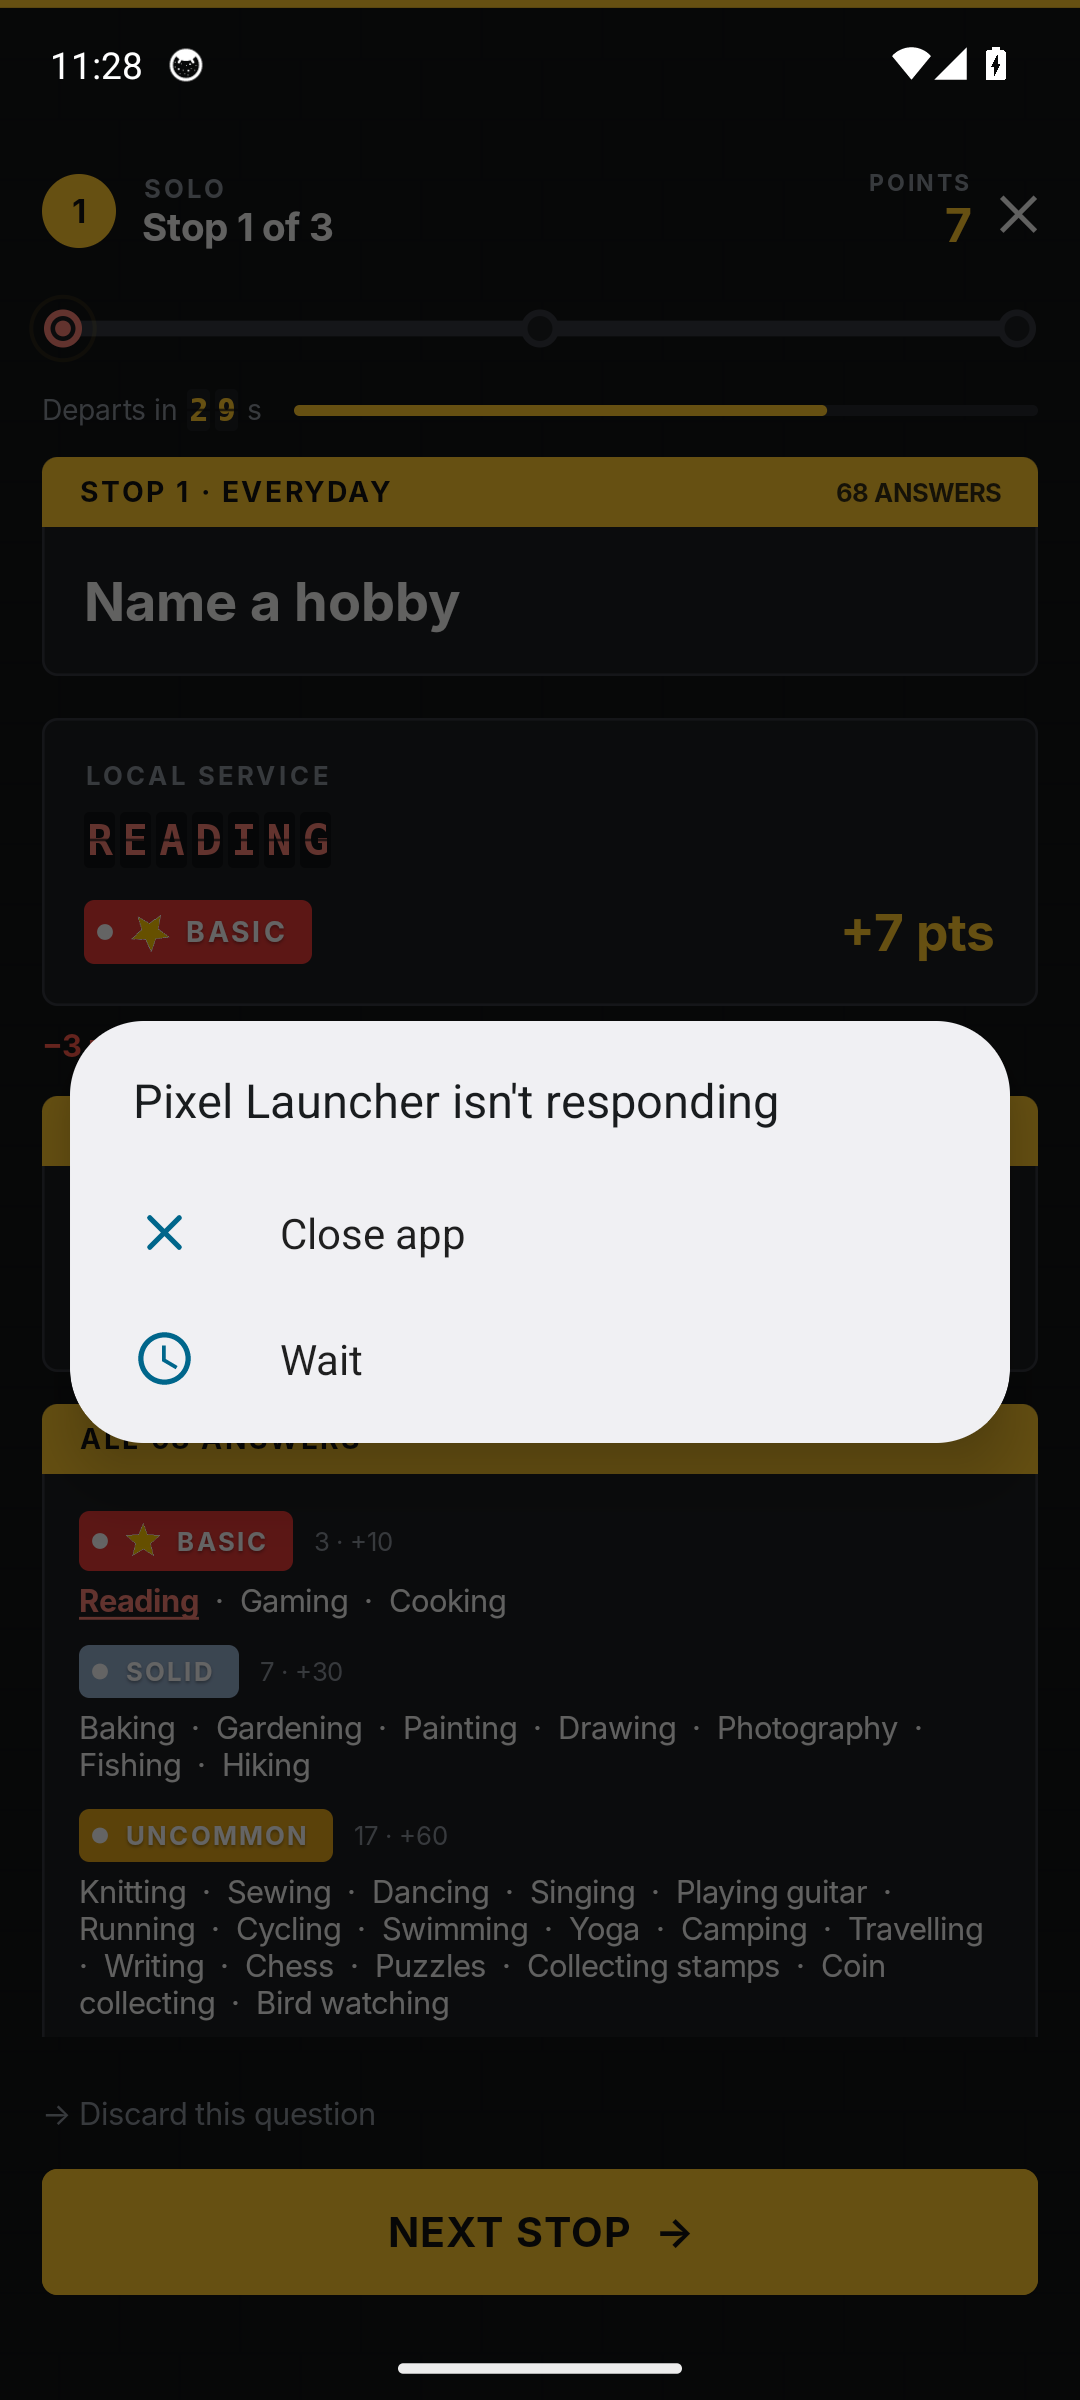 11:28
1
SOLO
Stop 1 of 3
POINTS
7
Departs in 29 s
STOP 1 · EVERYDAY
68 ANSWERS
Name a hobby
LOCAL SERVICE
READING
BASIC
+7 pts
−3
Pixel Launcher isn't responding
Close app
Wait
BASIC
3 · +10
Reading · Gaming · Cooking
SOLID
7 · +30
Baking · Gardening · Painting · Drawing · Photography ·
Fishing · Hiking
UNCOMMON
17 · +60
Knitting · Sewing · Dancing · Singing · Playing guitar ·
Running · Cycling · Swimming · Yoga · Camping · Travelling
· Writing · Chess · Puzzles · Collecting stamps · Coin
collecting · Bird watching
→ Discard this question
NEXT STOP →